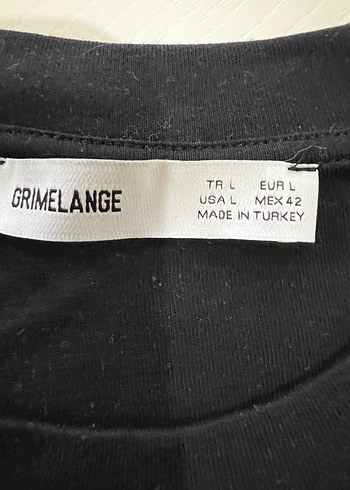 GRIMELANGE
TR L EUR L
USA L MEX 42
MADE IN TURKEY